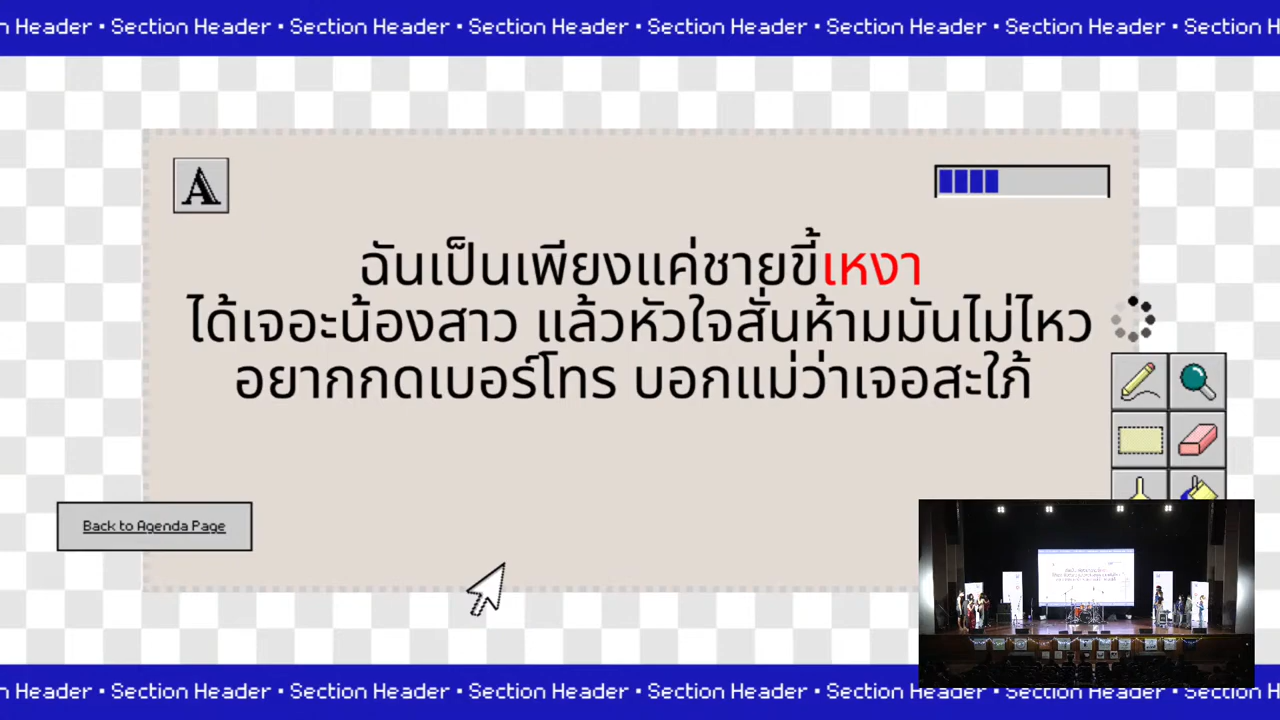 n Header • Section Header • Section Header • Section Header • Section Header • Section Header • Section Header • Section H
A
ฉันเป็นเพียงแค่ชายขี้เหงา
ได้เจอะน้องสาว แล้วหัวใจสั่นห้ามมันไม่ไหว
อยากกดเบอร์โทร บอกแม่ว่าเจอสะใภ้
Back to Agenda Page
n Header • Section Header • Section Header • Section Header • Section Header • Section Header • Section Header • Section H